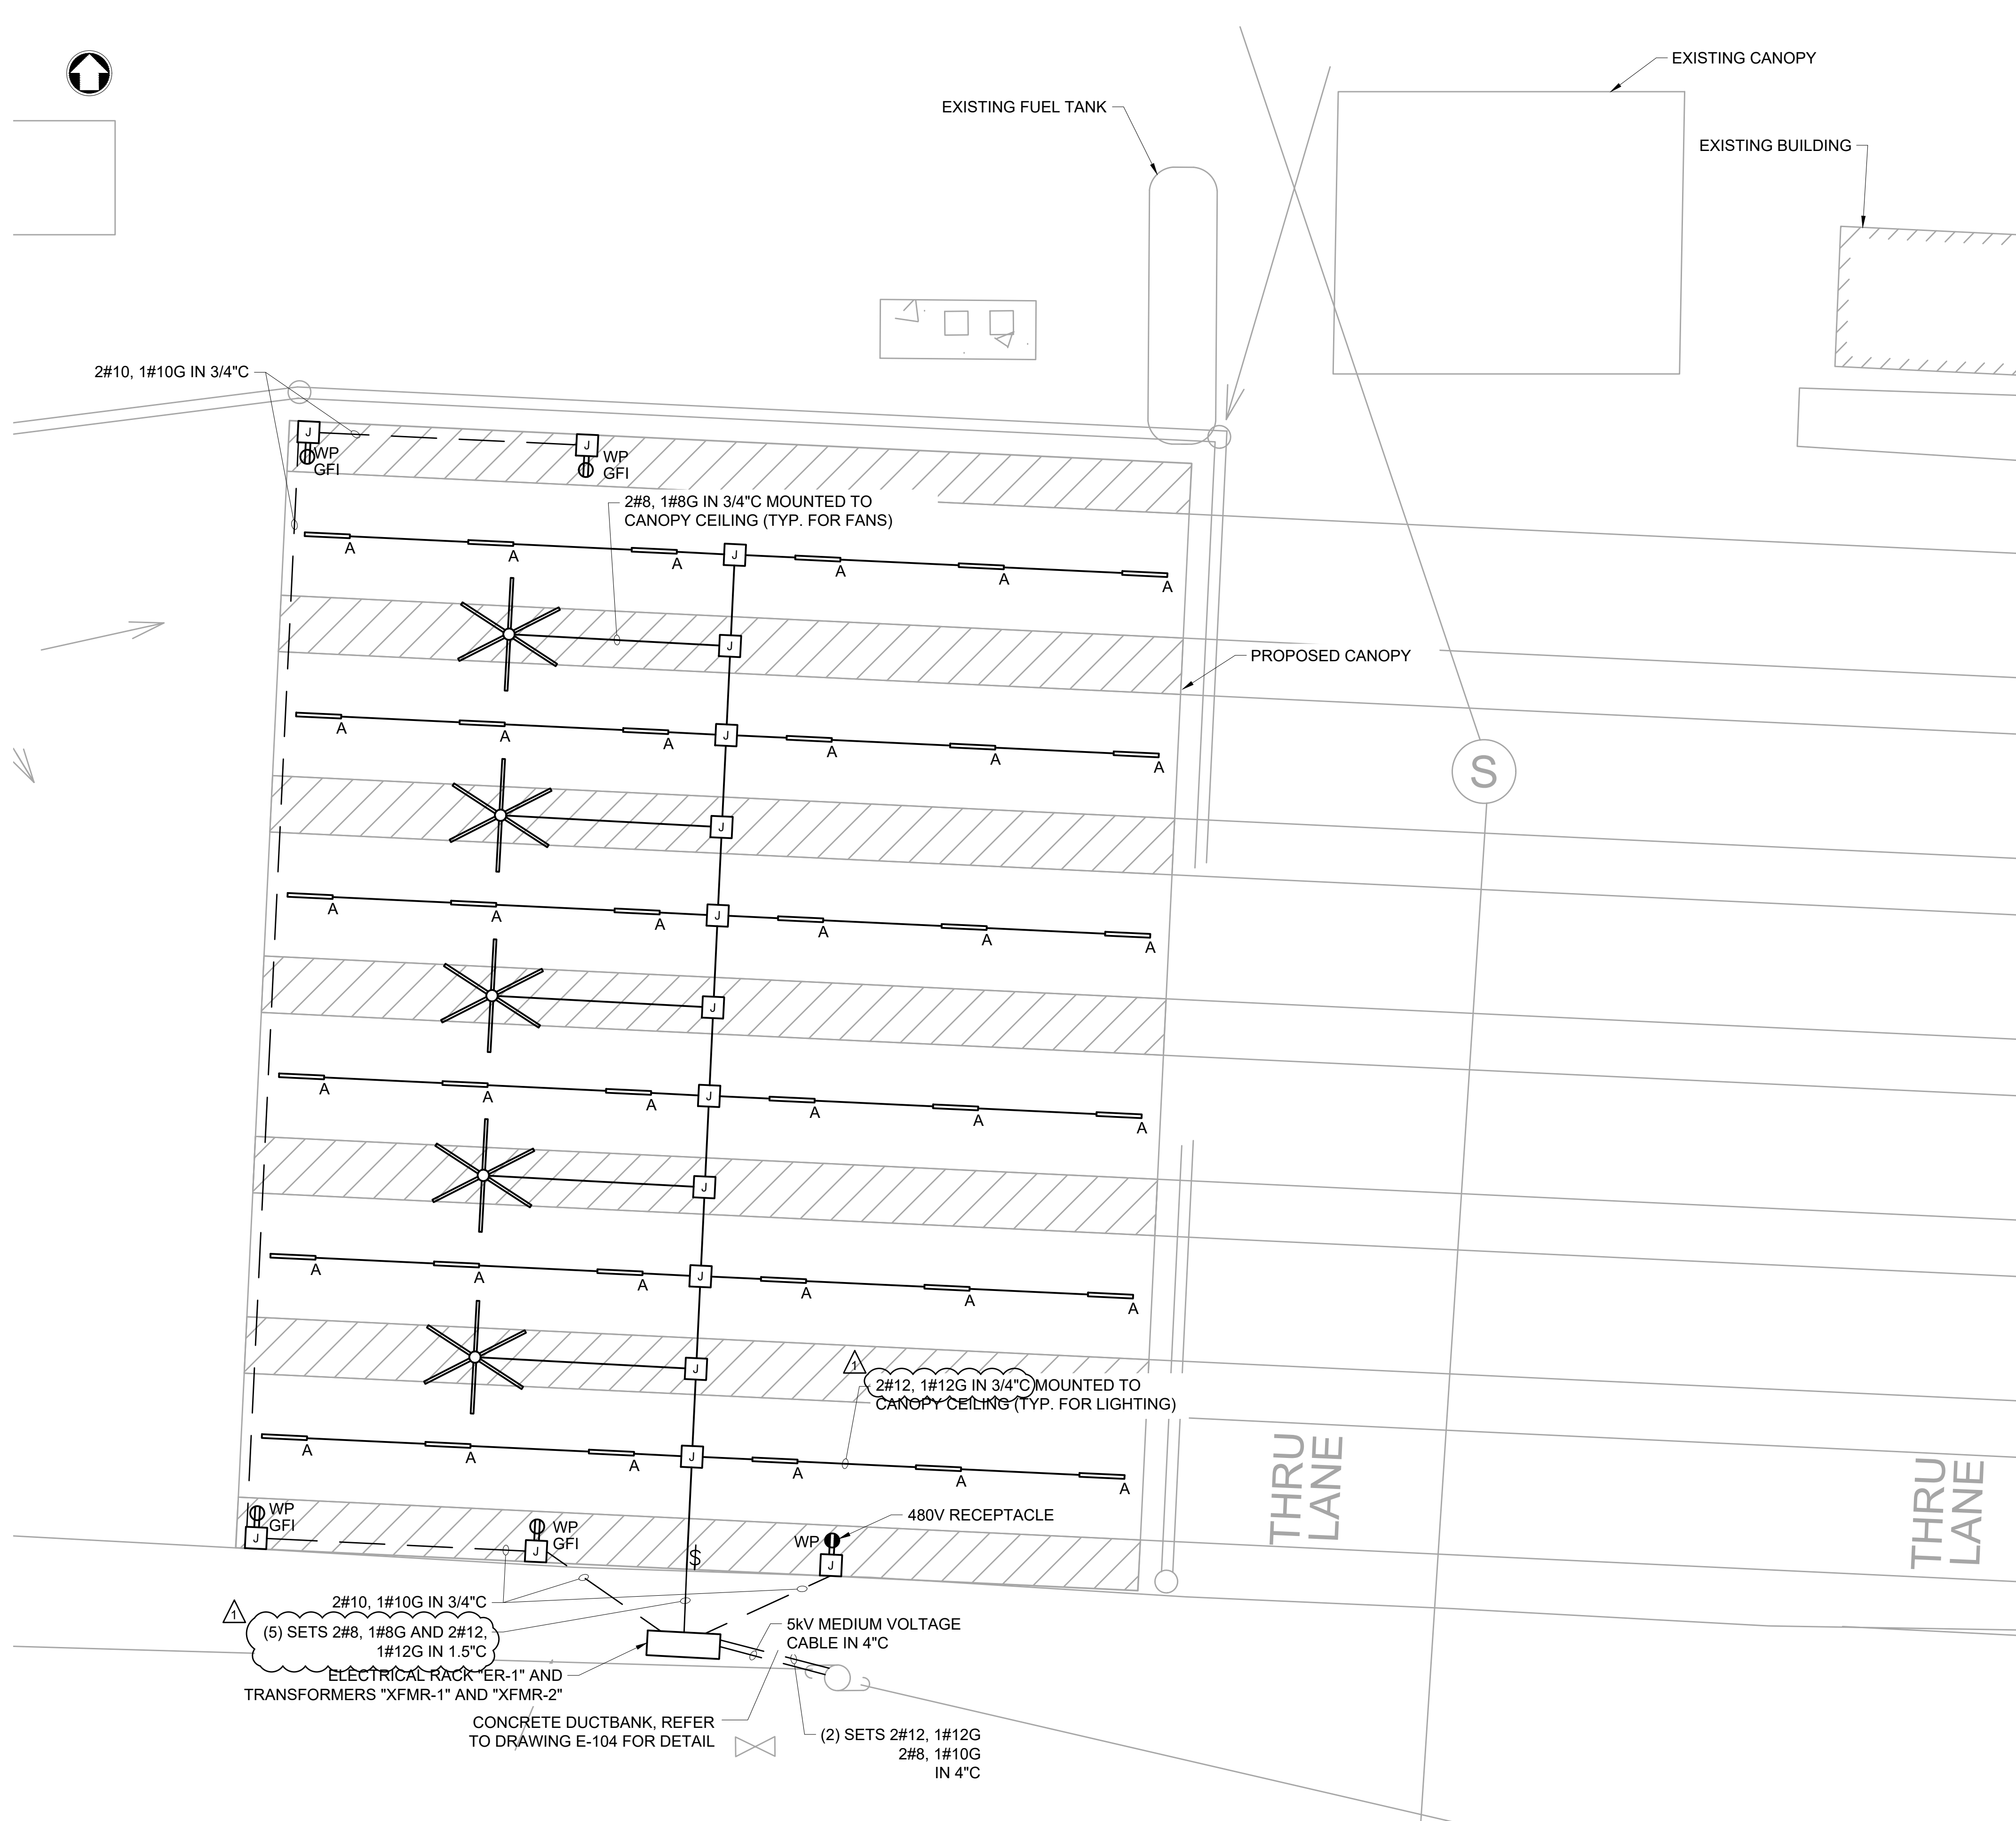 EXISTING CANOPY
EXISTING FUEL TANK
EXISTING BUILDING
2#10, 1#10G IN 3/4"C
J
J
WP
GFI
WP
GFI
2#8, 1#8G IN 3/4"C MOUNTED TO
CANOPY CEILING (TYP. FOR FANS)
J
A
A
A
A
A
A
J
PROPOSED CANOPY
J
A
A
A
A
A
A
S
J
J
A
A
A
A
A
A
J
J
A
A
A
A
A
A
J
J
A
A
A
A
A
A
J
1
2#12, 1#12G IN 3/4"C MOUNTED TO
CANOPY CEILING (TYP. FOR LIGHTING)
J
A
A
A
A
A
A
THRU
LANE
THRU
LANE
WP
GFI
J
WP
GFI
J
$
480V RECEPTACLE
WP
J
2#10, 1#10G IN 3/4"C
1
(5) SETS 2#8, 1#8G AND 2#12,
1#12G IN 1.5"C
5kV MEDIUM VOLTAGE
CABLE IN 4"C
ELECTRICAL RACK "ER-1" AND
TRANSFORMERS "XFMR-1" AND "XFMR-2"
CONCRETE DUCTBANK, REFER
TO DRAWING E-104 FOR DETAIL
(2) SETS 2#12, 1#12G
2#8, 1#10G
IN 4"C